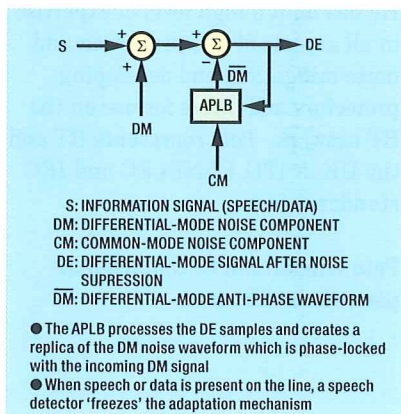 S
+
Σ
+
+
Σ
−
DE
D̅M̅
DM
APLB
CM
S: INFORMATION SIGNAL (SPEECH/DATA)
DM: DIFFERENTIAL-MODE NOISE COMPONENT
CM: COMMON-MODE NOISE COMPONENT
DE: DIFFERENTIAL-MODE SIGNAL AFTER NOISE
SUPRESSION
D̅M̅: DIFFERENTIAL-MODE ANTI-PHASE WAVEFORM
● The APLB processes the DE samples and creates a
replica of the DM noise waveform which is phase-locked
with the incoming DM signal
● When speech or data is present on the line, a speech
detector ‘freezes’ the adaptation mechanism